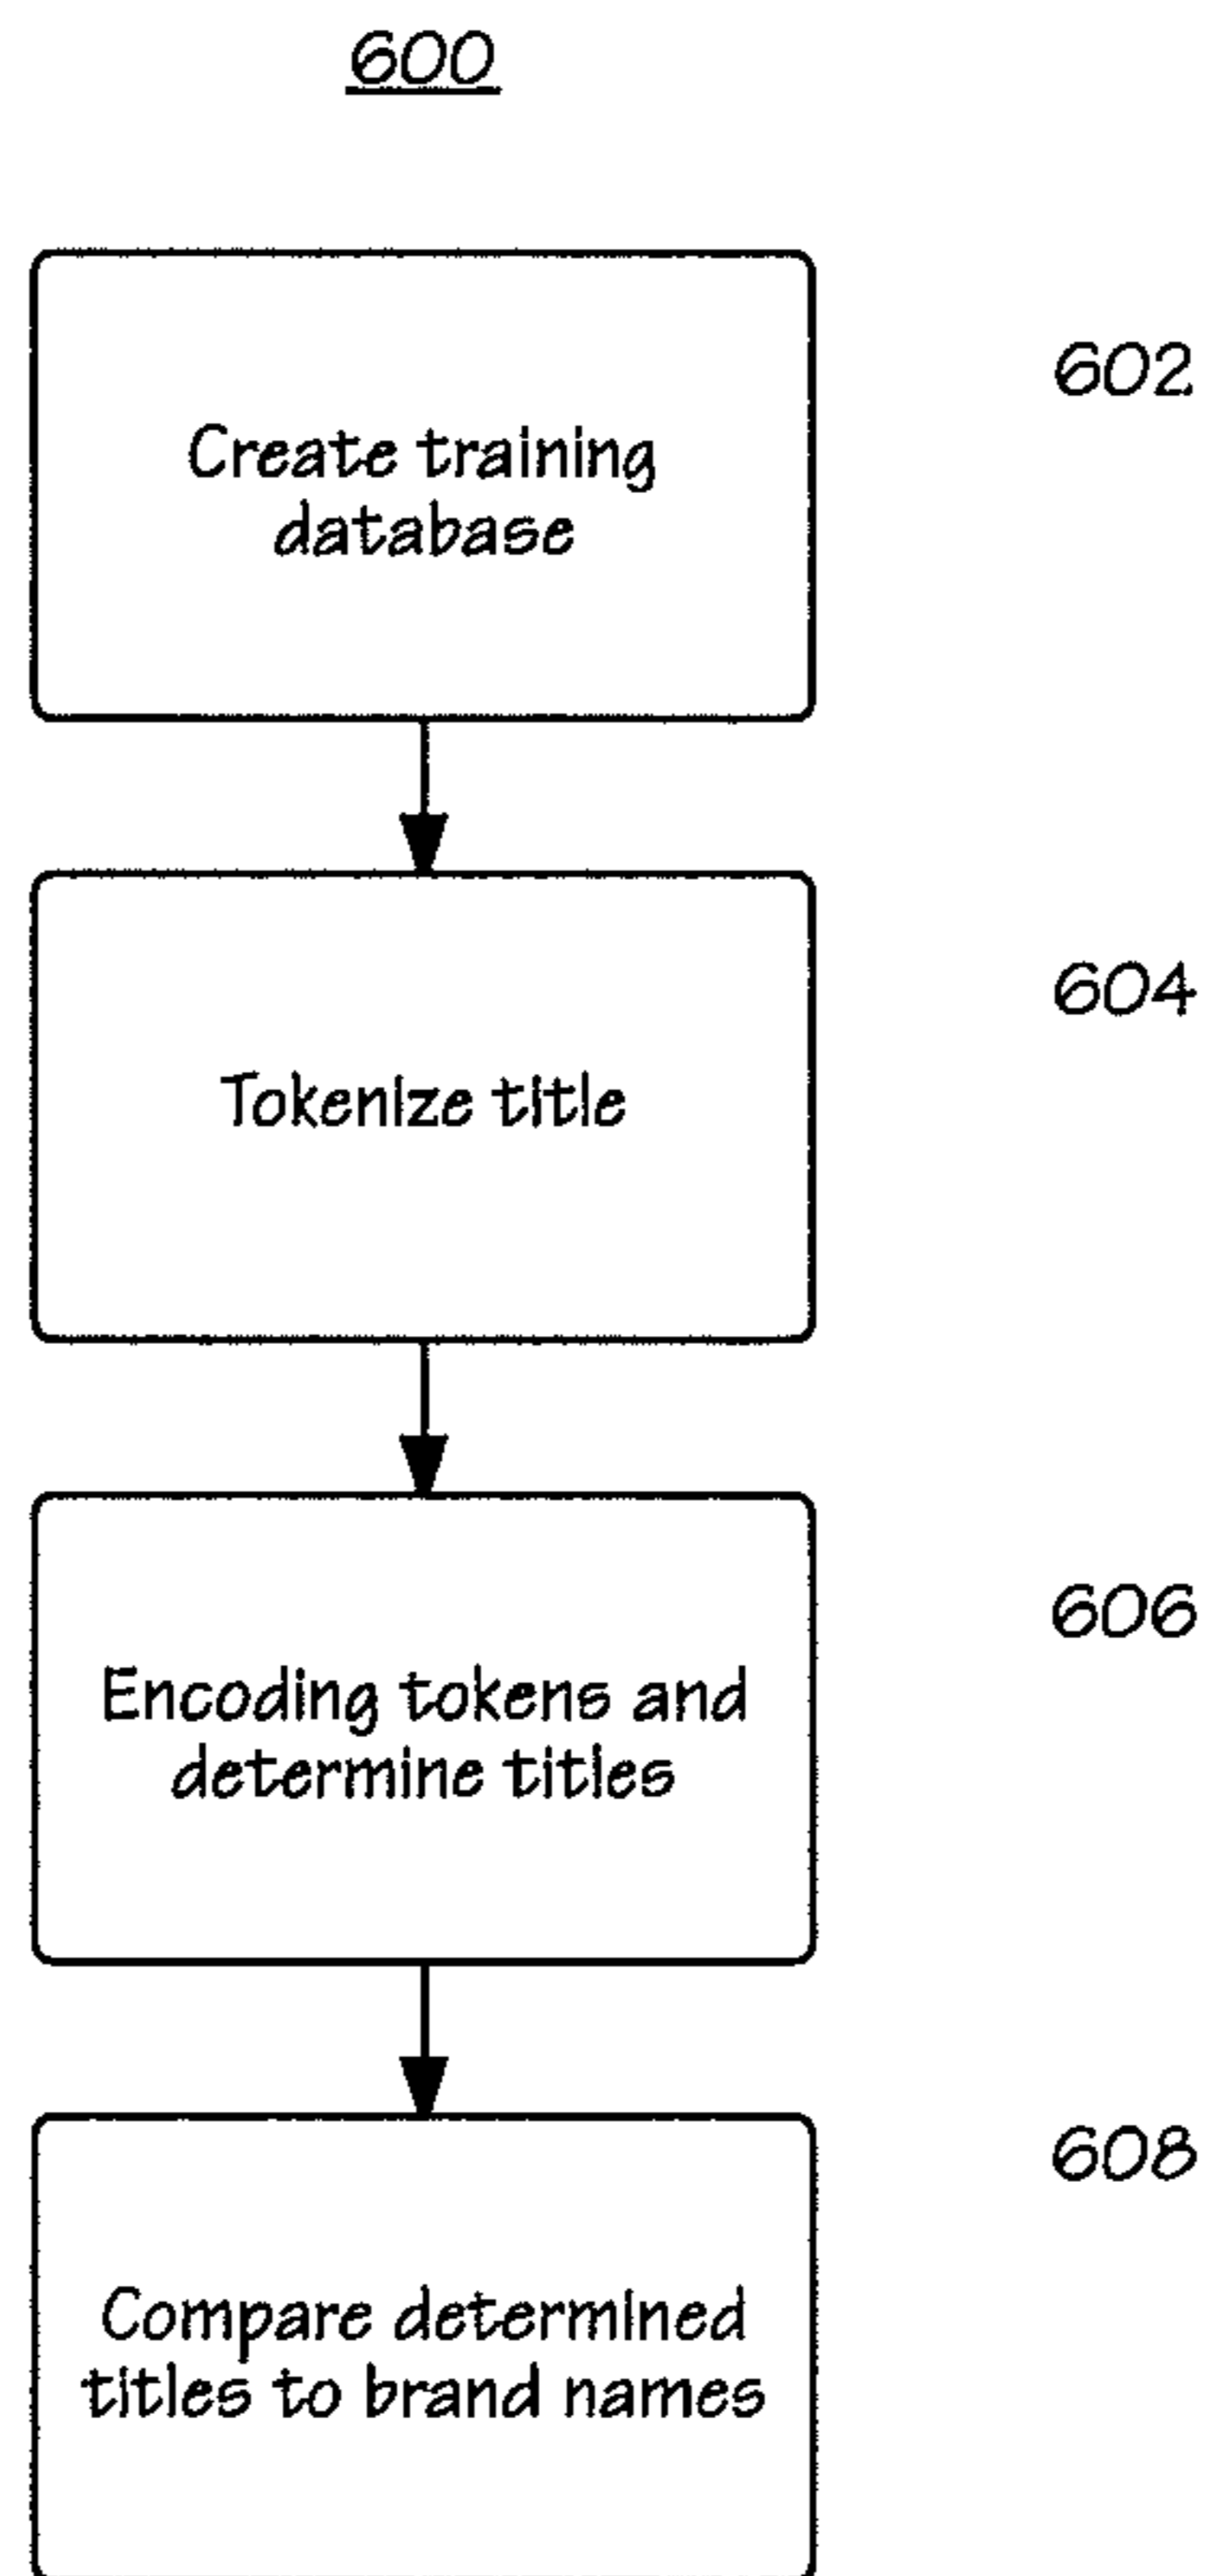 600
Create training
database
602
Tokenize title
604
Encoding tokens and
determine titles
606
Compare determined
titles to brand names
608